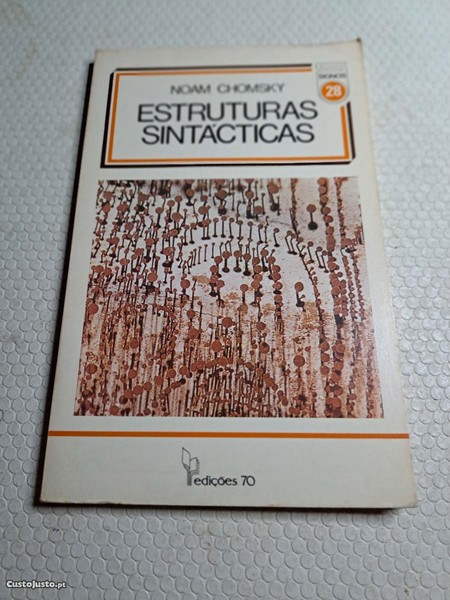 NOAM CHOMSKY
ESTRUTURAS
SINTÁCTICAS
SIGNOS
28
edições 70
CustoJusto.pt